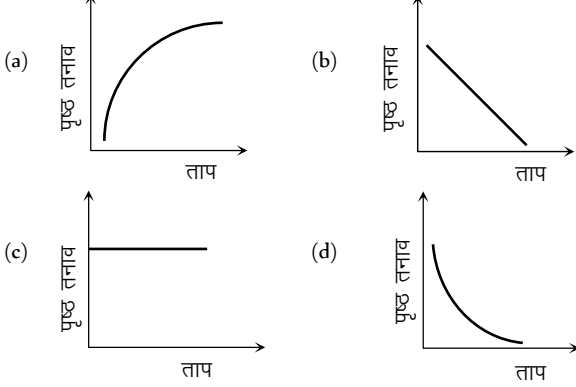 (a) पृष्ठ तनाव
ताप
(b) पृष्ठ तनाव
ताप
(c) पृष्ठ तनाव
ताप
(d) पृष्ठ तनाव
ताप